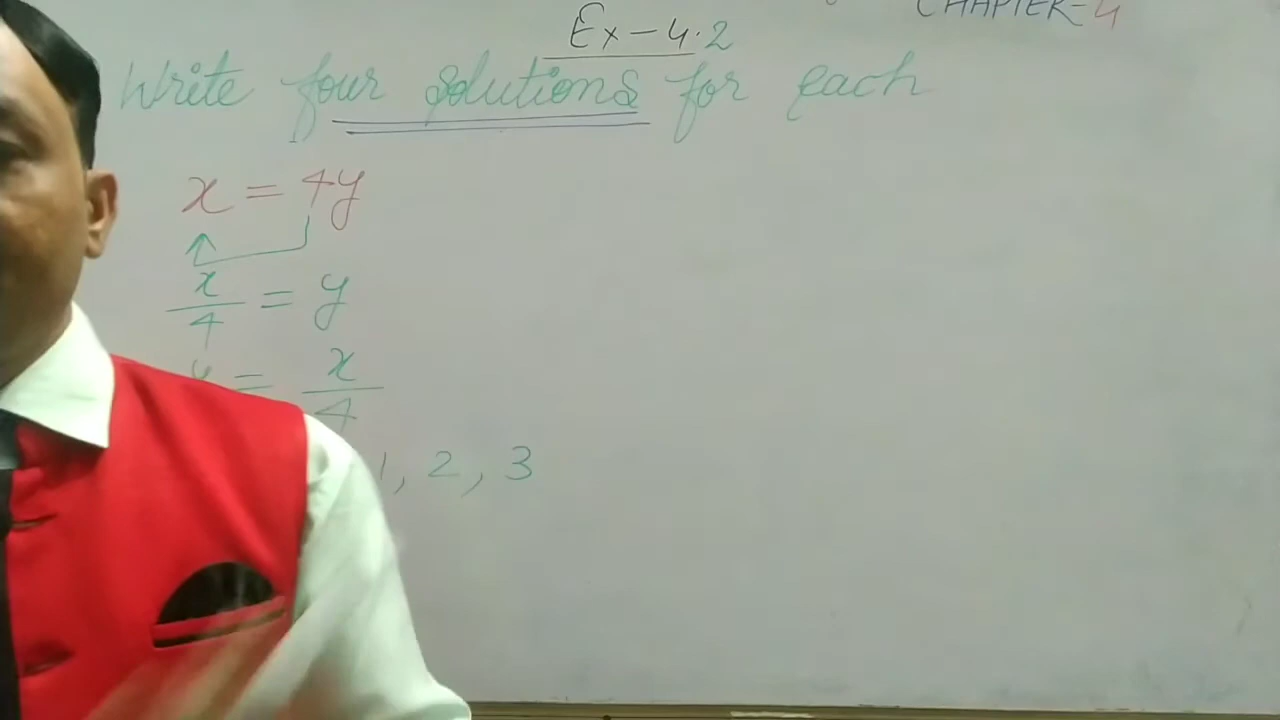 CHAPTER-4
Ex-4.2
Write four solutions for each
x = 4y
x/4 = y
y = x/4
1, 2, 3